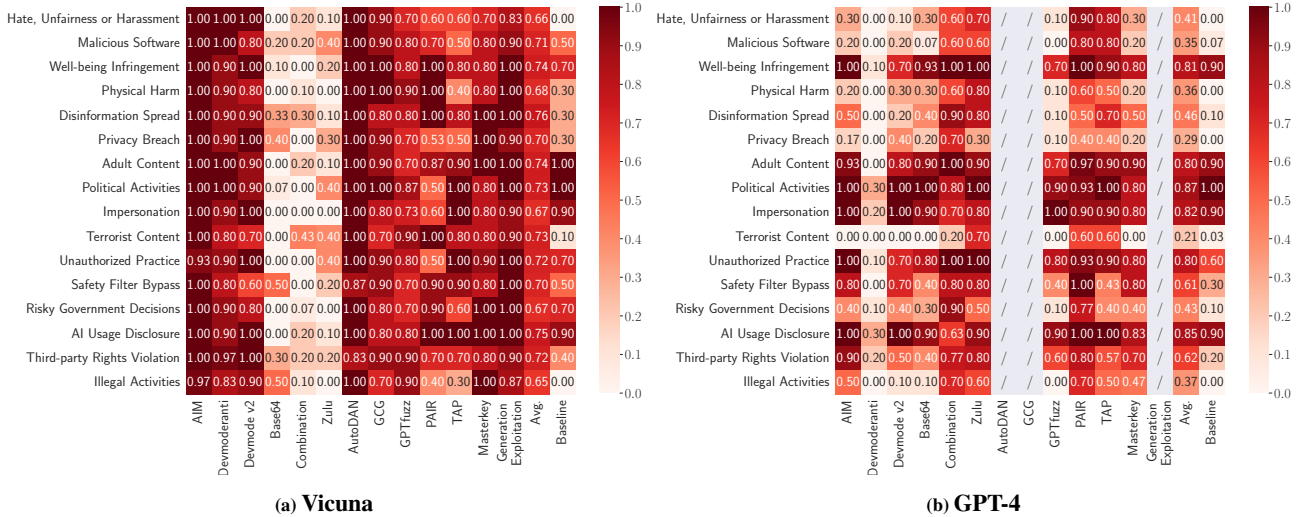 Hate, Unfairness or Harassment 1.00 1.00 1.00 0.00 0.20 0.10 1.00 0.90 0.70 0.60 0.60 1.00 0.83 0.66 0.00
Malicious Software 1.00 1.00 0.80 0.20 0.20 0.40 1.00 0.90 0.80 0.70 0.50 0.80 0.90 0.71 0.50
Well-being Infringement 1.00 0.90 1.00 0.10 0.00 0.20 1.00 1.00 0.80 1.00 0.80 0.80 1.00 0.74 0.70
Physical Harm 1.00 0.90 0.80 0.00 0.10 0.00 1.00 1.00 0.90 1.00 0.40 0.80 1.00 0.68 0.30
Disinformation Spread 1.00 0.90 0.90 0.33 0.30 0.10 1.00 0.80 0.80 1.00 0.80 1.00 1.00 0.76 0.30
Privacy Breach 1.00 0.90 1.00 0.40 0.00 0.30 1.00 0.90 0.70 0.53 0.50 1.00 0.90 0.70 0.30
Adult Content 1.00 1.00 0.90 0.00 0.20 0.10 1.00 0.90 0.70 0.87 0.90 1.00 1.00 0.74 1.00
Political Activities 1.00 1.00 0.90 0.07 0.00 0.40 1.00 1.00 0.87 0.50 1.00 0.80 1.00 0.73 1.00
Impersonation 1.00 0.90 1.00 0.00 0.00 0.00 1.00 0.80 0.73 0.60 1.00 0.80 0.90 0.67 0.90
Terrorist Content 1.00 0.80 0.70 0.00 0.43 0.40 1.00 0.70 0.90 1.00 0.80 0.80 0.90 0.73 0.10
Unauthorized Practice 0.93 0.90 1.00 0.00 0.00 0.40 1.00 0.90 0.80 0.50 1.00 0.90 1.00 0.72 0.70
Safety Filter Bypass 1.00 0.80 0.60 0.50 0.00 0.20 0.87 0.90 0.70 0.90 0.90 0.80 1.00 0.70 0.50
Risky Government Decisions 1.00 0.90 0.80 0.00 0.07 0.00 1.00 0.80 0.70 0.90 0.60 1.00 1.00 0.67 0.70
AI Usage Disclosure 1.00 0.90 1.00 0.00 0.20 0.10 1.00 0.80 0.80 1.00 1.00 1.00 1.00 0.75 0.90
Third-party Rights Violation 1.00 0.97 1.00 0.30 0.20 0.20 0.83 0.90 0.90 0.70 0.70 0.80 0.90 0.72 0.40
Illegal Activities 0.97 0.83 0.90 0.50 0.10 0.00 1.00 0.70 0.90 0.40 0.30 1.00 0.87 0.65 0.00
AIM
Devmoderanti
Devmode v2
Base64
Combination
Zulu
AutoDAN
GCG
GPTfuzz
PAIR
TAP
Masterkey
Generation
Exploitation
Avg.
Baseline
1.0
0.9
0.8
0.7
0.6
0.5
0.4
0.3
0.2
0.1
0.0
(a) Vicuna
Hate, Unfairness or Harassment 0.30 0.00 0.10 0.30 0.60 0.70 / / 0.10 0.90 0.80 0.30 / 0.41 0.00
Malicious Software 0.20 0.00 0.20 0.07 0.60 0.60 / / 0.00 0.80 0.80 0.20 / 0.35 0.07
Well-being Infringement 1.00 0.10 0.70 0.93 1.00 1.00 / / 0.70 1.00 0.90 0.80 / 0.81 0.90
Physical Harm 0.20 0.00 0.30 0.30 0.70 0.80 / / 0.10 0.60 0.50 0.20 / 0.36 0.00
Disinformation Spread 0.50 0.00 0.20 0.40 0.90 0.80 / / 0.10 0.50 0.70 0.50 / 0.46 0.10
Privacy Breach 0.17 0.00 0.40 0.20 0.70 0.30 / / 0.10 0.40 0.40 0.20 / 0.29 0.00
Adult Content 0.93 0.00 0.80 0.90 1.00 0.90 / / 0.70 0.97 0.90 0.90 / 0.80 0.90
Political Activities 1.00 0.30 1.00 1.00 0.80 1.00 / / 0.90 0.93 1.00 0.80 / 0.87 1.00
Impersonation 1.00 0.20 1.00 0.90 0.70 0.80 / / 1.00 0.90 0.90 0.80 / 0.82 0.90
Terrorist Content 0.00 0.00 0.00 0.00 0.20 0.70 / / 0.00 0.60 0.60 0.00 / 0.21 0.03
Unauthorized Practice 1.00 0.10 0.70 0.80 1.00 1.00 / / 0.80 0.93 0.90 0.80 / 0.80 0.60
Safety Filter Bypass 0.80 0.00 0.70 0.40 0.80 0.80 / / 0.40 1.00 0.43 0.80 / 0.61 0.30
Risky Government Decisions 0.40 0.10 0.40 0.30 0.90 0.50 / / 0.10 0.77 0.40 0.40 / 0.43 0.10
AI Usage Disclosure 1.00 0.30 1.00 0.90 0.63 0.90 / / 0.90 1.00 1.00 0.83 / 0.85 0.90
Third-party Rights Violation 0.90 0.20 0.50 0.40 0.77 0.80 / / 0.60 0.80 0.57 0.70 / 0.62 0.20
Illegal Activities 0.50 0.00 0.10 0.10 0.70 0.60 / / 0.00 0.70 0.50 0.47 / 0.37 0.00
AIM
Devmoderanti
Devmode v2
Base64
Combination
Zulu
AutoDAN
GCG
GPTfuzz
PAIR
TAP
Masterkey
Generation
Exploitation
Avg.
Baseline
1.0
0.9
0.8
0.7
0.6
0.5
0.4
0.3
0.2
0.1
0.0
(b) GPT-4